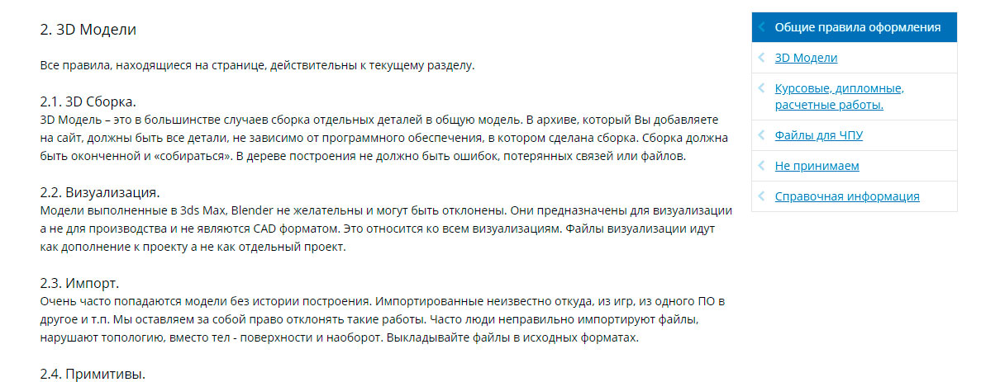 2. 3D Модели
Все правила, находящиеся на странице, действительны к текущему разделу.
2.1. 3D Сборка.
3D Модель – это в большинстве случаев сборка отдельных деталей в общую модель. В архиве, который Вы добавляете
на сайт, должны быть все детали, не зависимо от программного обеспечения, в котором сделана сборка. Сборка должна
быть оконченной и «собираться». В дереве построения не должно быть ошибок, потерянных связей или файлов.
2.2. Визуализация.
Модели выполненные в 3ds Max, Blender не желательны и могут быть отклонены. Они предназначены для визуализации
а не для производства и не являются CAD форматом. Это относится ко всем визуализациям. Файлы визуализации идут
как дополнение к проекту а не как отдельный проект.
2.3. Импорт.
Очень часто попадаются модели без истории построения. Импортированные неизвестно откуда, из игр, из одного ПО в
другое и т.п. Мы оставляем за собой право отклонять такие работы. Часто люди неправильно импортируют файлы,
нарушают топологию, вместо тел - поверхности и наоборот. Выкладывайте файлы в исходных форматах.
2.4. Примитивы.
Общие правила оформления
3D Модели
Курсовые, дипломные,
расчетные работы.
Файлы для ЧПУ
Не принимаем
Справочная информация